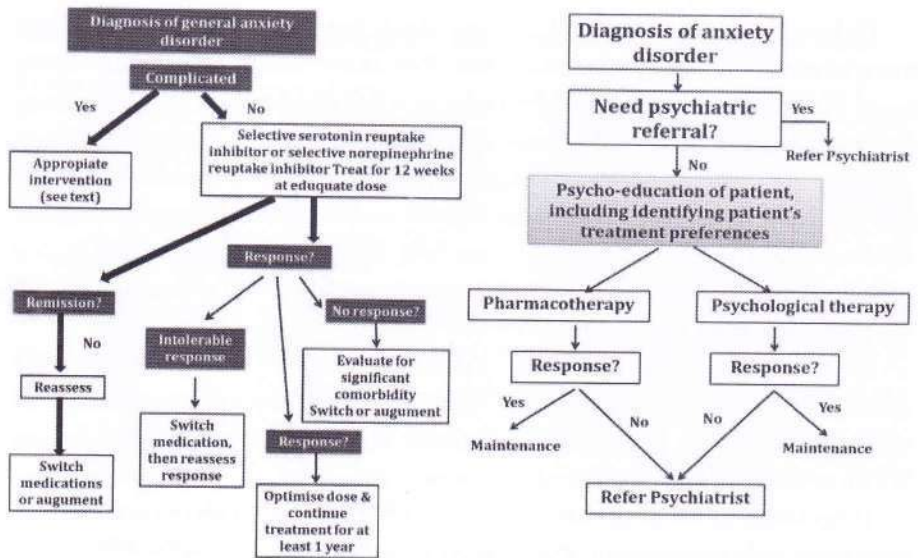 Diagnosis of general anxiety
disorder
Complicated
Yes
No
Appropiate
intervention
(see text)
Selective serotonin reuptake
inhibitor or selective norepinephrine
reuptake inhibitor Treat for 12 weeks
at eduquate dose
Response?
Remission?
No
Reassess
Switch
medications
or augument
Intolerable
response
Switch
medication,
then reassess
response
No response?
Evaluate for
significant
comorbidity
Switch or augument
Response?
Optimise dose &
continue
treatment for at
least 1 year
Diagnosis of anxiety
disorder
Need psychiatric
referral?
Yes
Refer Psychiatrist
No
Psycho-education of patient,
including identifying patient's
treatment preferences
Pharmacotherapy
Psychological therapy
Response?
Response?
Yes
No
No
Yes
Maintenance
Maintenance
Refer Psychiatrist